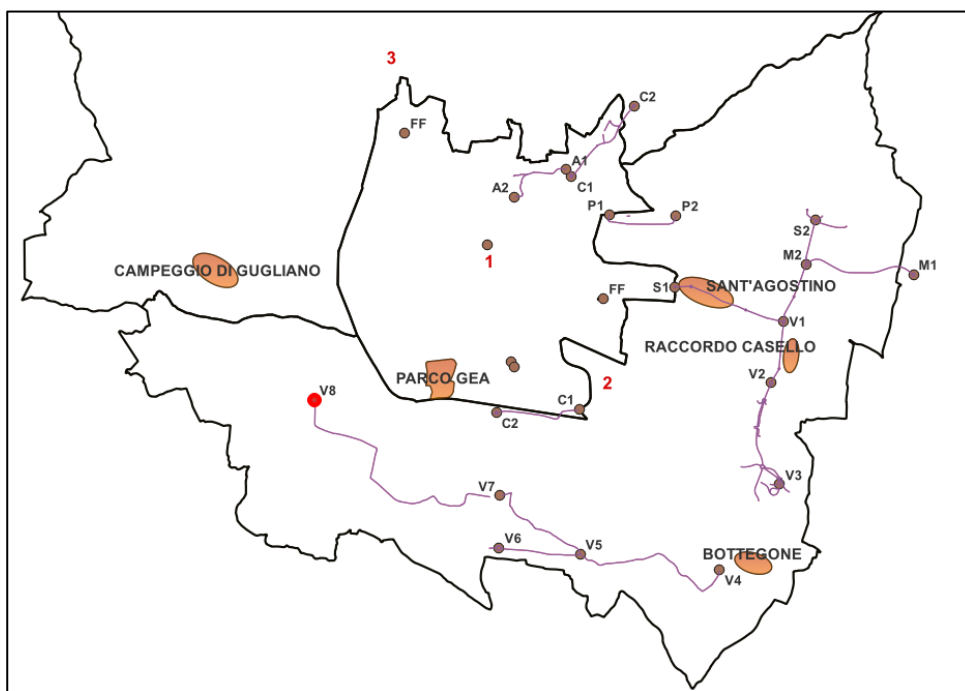 3
C2
FF
A1
C1
A2
P1
P2
S2
M2
M1
1
CAMPEGGIO DI GUGLIANO
S1
SANT'AGOSTINO
FF
V1
RACCORDO CASELLO
PARCO GEA
V2
2
V8
C1
C2
V3
V7
V6
V5
BOTTEGONE
V4